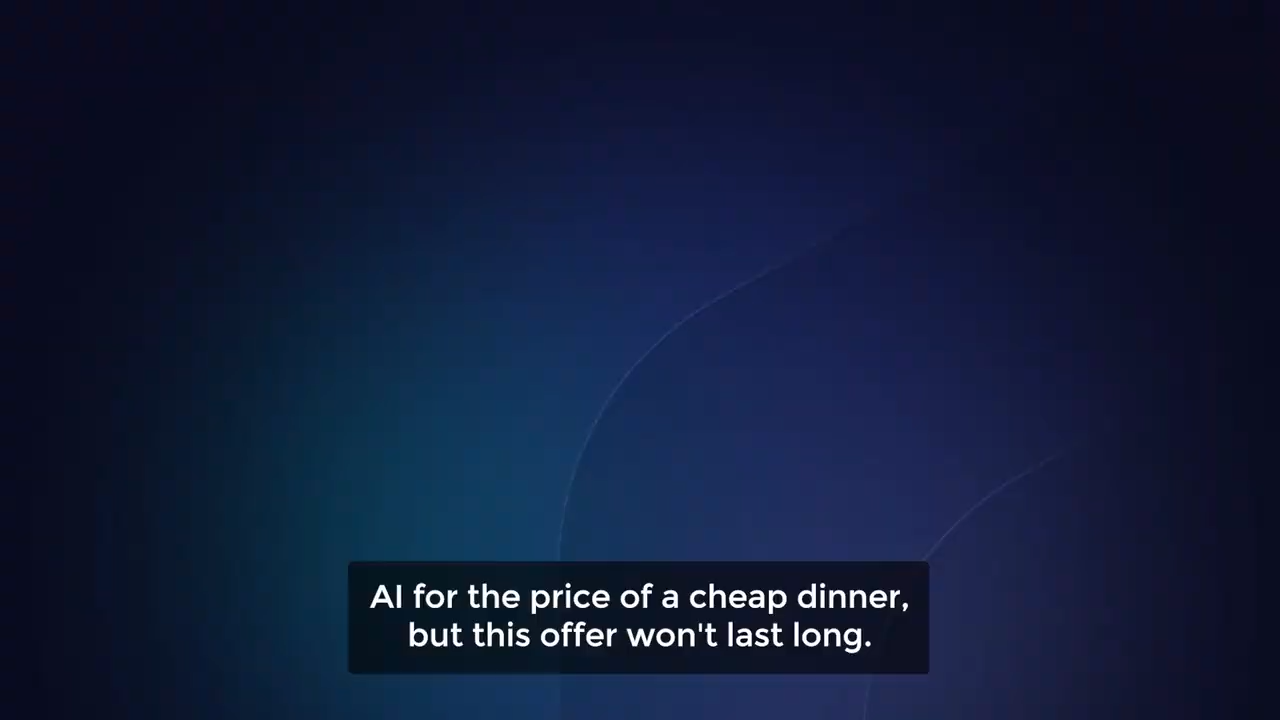 AI for the price of a cheap dinner,
but this offer won't last long.